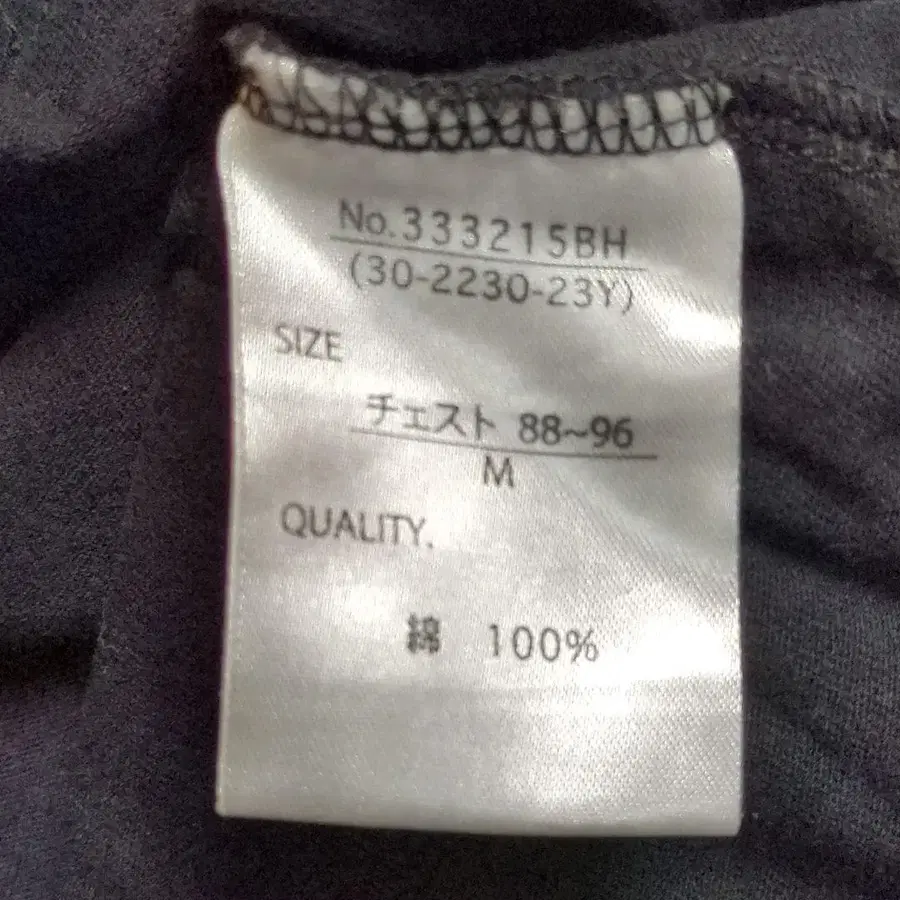 No.333215BH
(30-2230-23Y)
SIZE
チェスト 88~96
M
QUALITY.
綿 100%